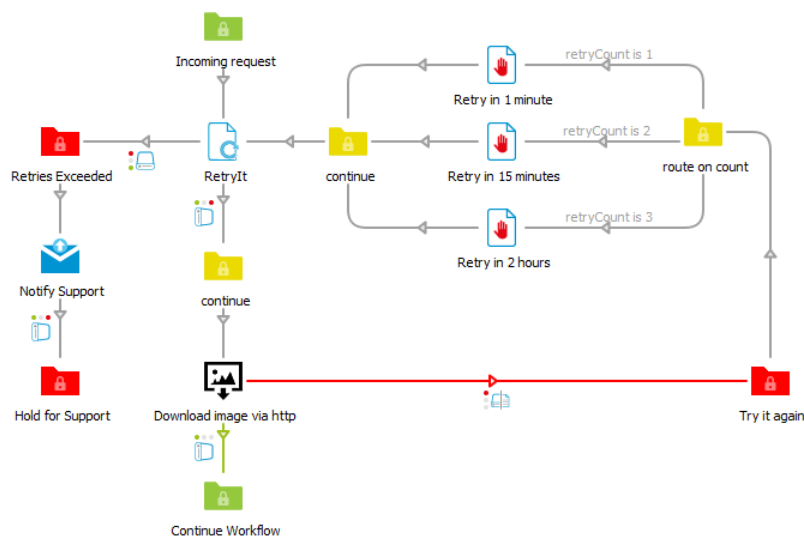 Incoming request
retryCount is 1
Retry in 1 minute
retryCount is 2
Retries Exceeded
RetryIt
continue
Retry in 15 minutes
route on count
retryCount is 3
Retry in 2 hours
Notify Support
continue
Hold for Support
Download image via http
Try it again
Continue Workflow